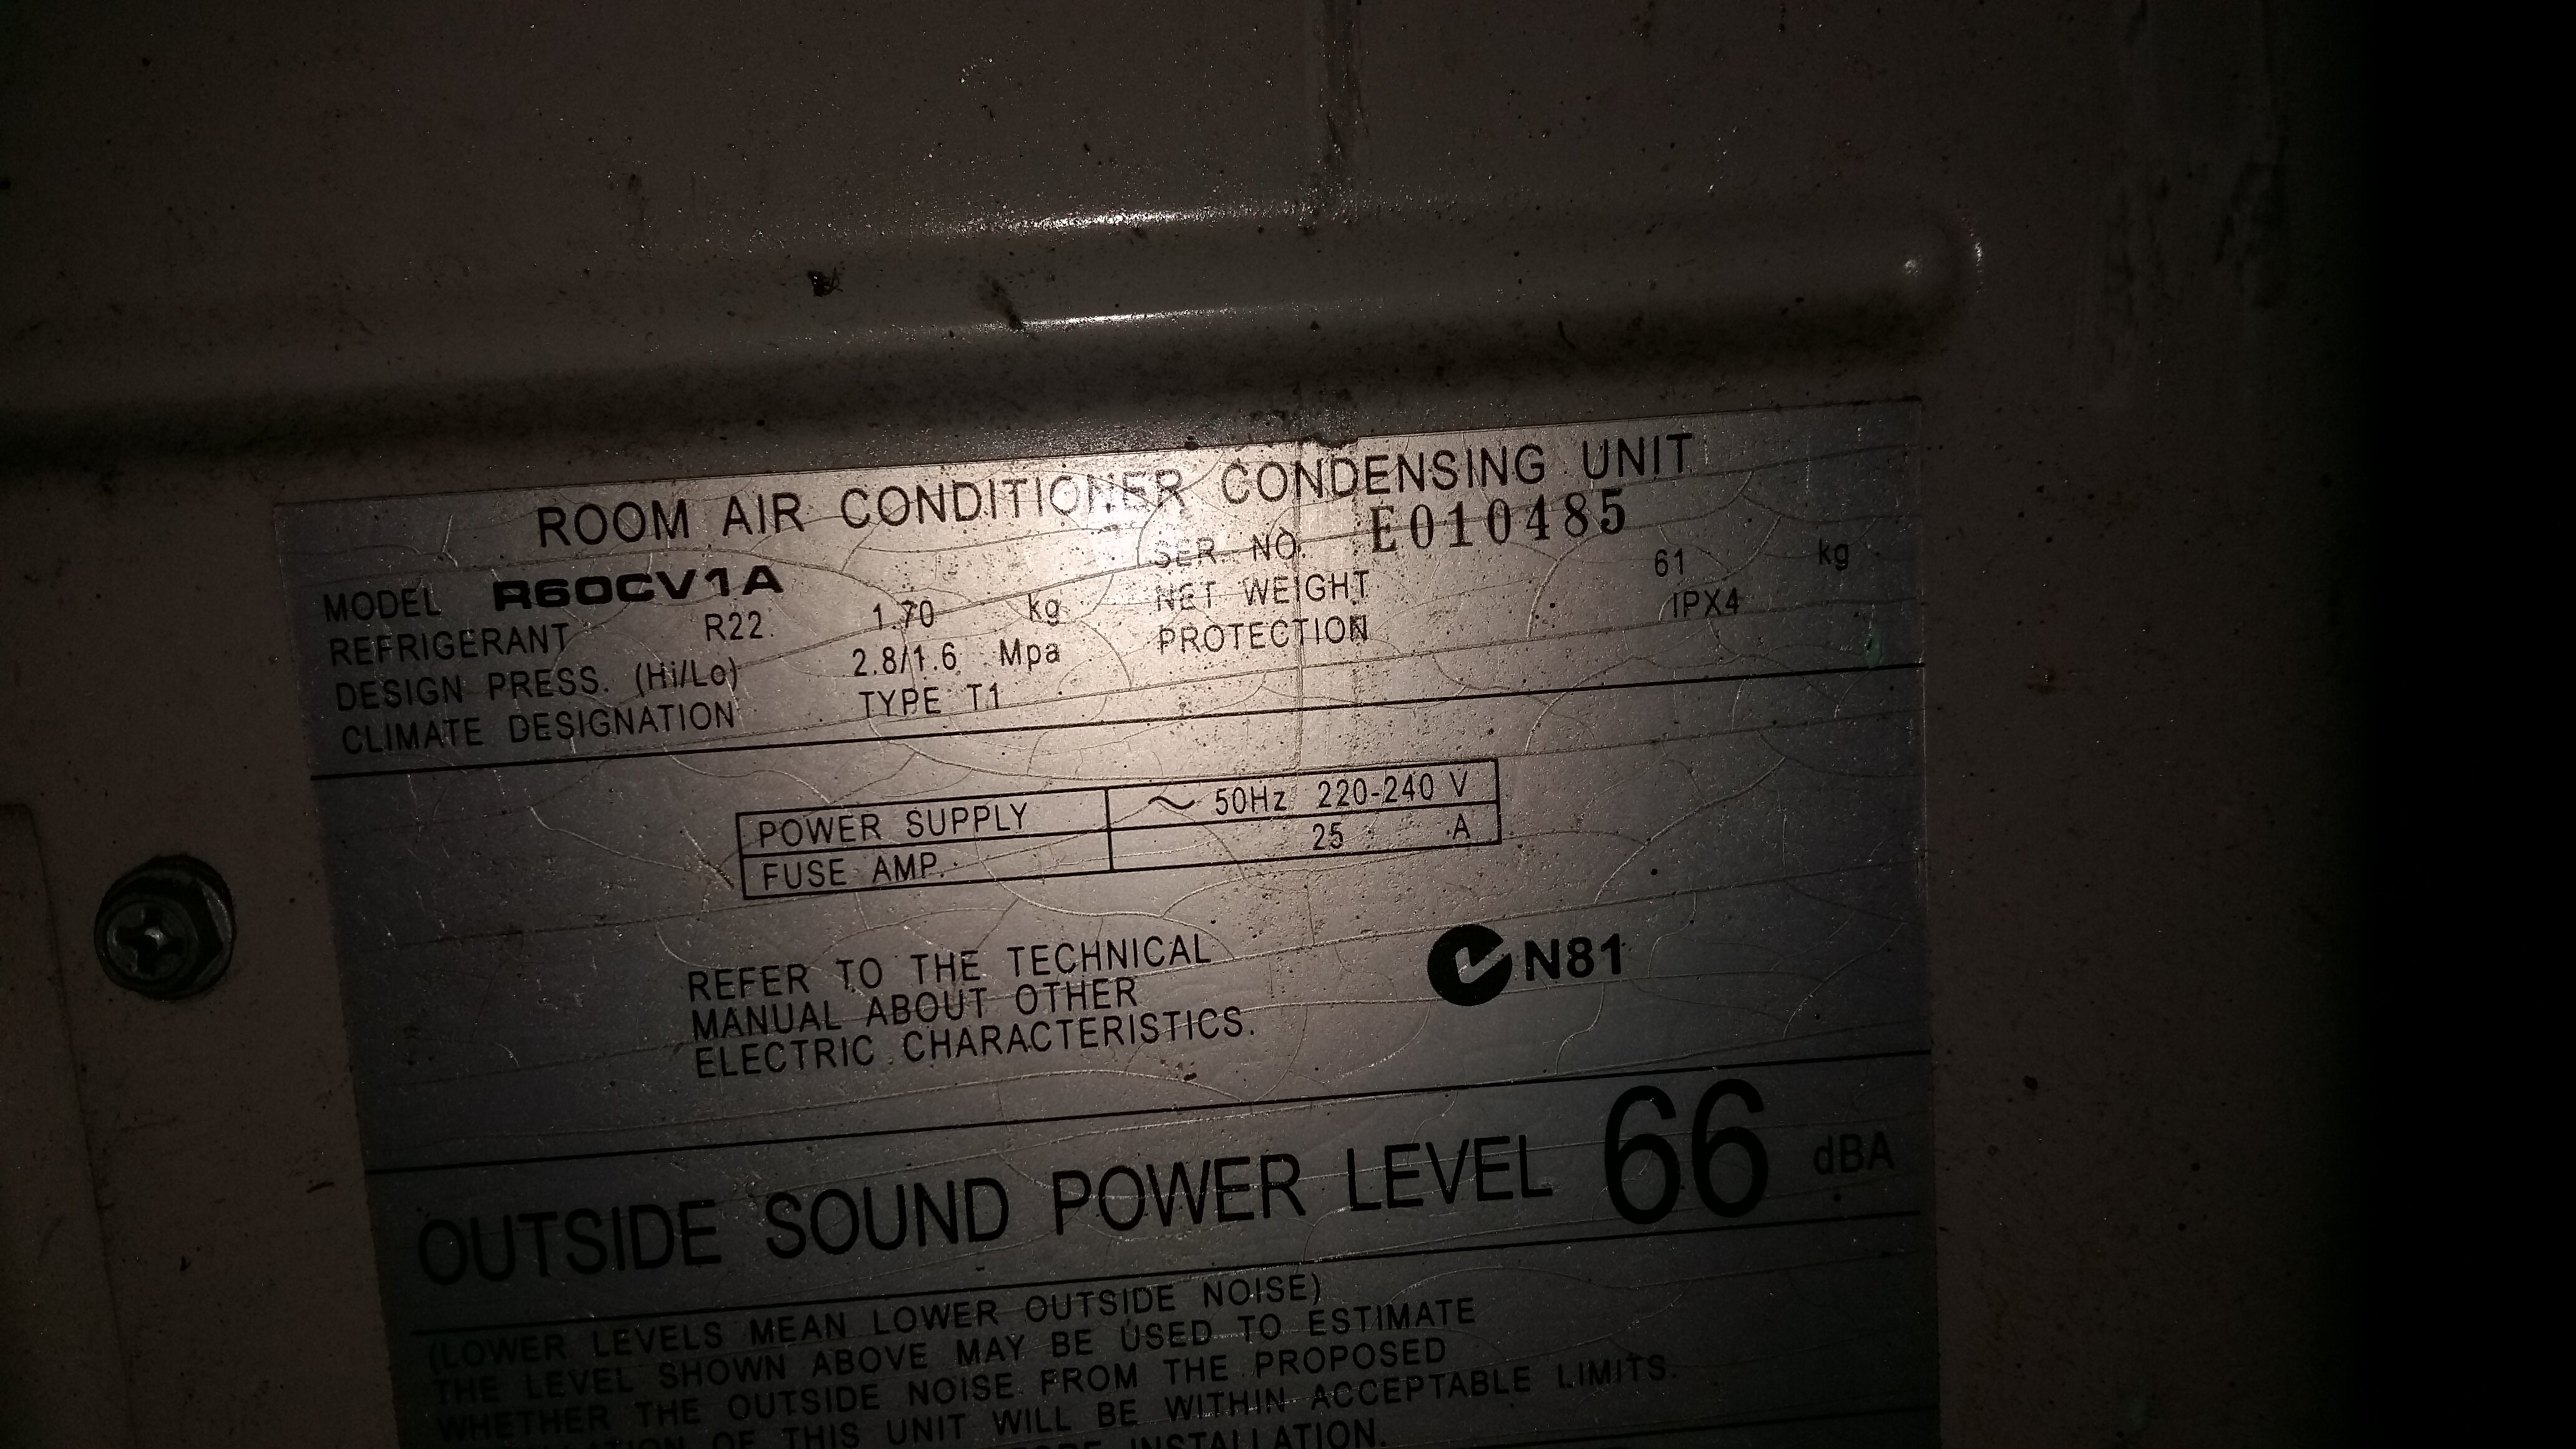 ROOM AIR CONDITIONER CONDENSING UNIT
MODEL R60CV1A SER. NO. E010485
REFRIGERANT R22 1.70 kg NET WEIGHT 61 kg
DESIGN PRESS. (Hi/Lo) 2.8/1.6 Mpa PROTECTION IPX4
CLIMATE DESIGNATION TYPE T1
POWER SUPPLY ~ 50Hz 220-240 V
FUSE AMP. 25 A
REFER TO THE TECHNICAL
MANUAL ABOUT OTHER
ELECTRIC CHARACTERISTICS.
N81
OUTSIDE SOUND POWER LEVEL 66 dBA
(LOWER LEVELS MEAN LOWER OUTSIDE NOISE)
THE LEVEL SHOWN ABOVE MAY BE USED TO ESTIMATE
WHETHER THE OUTSIDE NOISE FROM THE PROPOSED
OF THIS UNIT WILL BE WITHIN ACCEPTABLE LIMITS.
INSTALLATION.